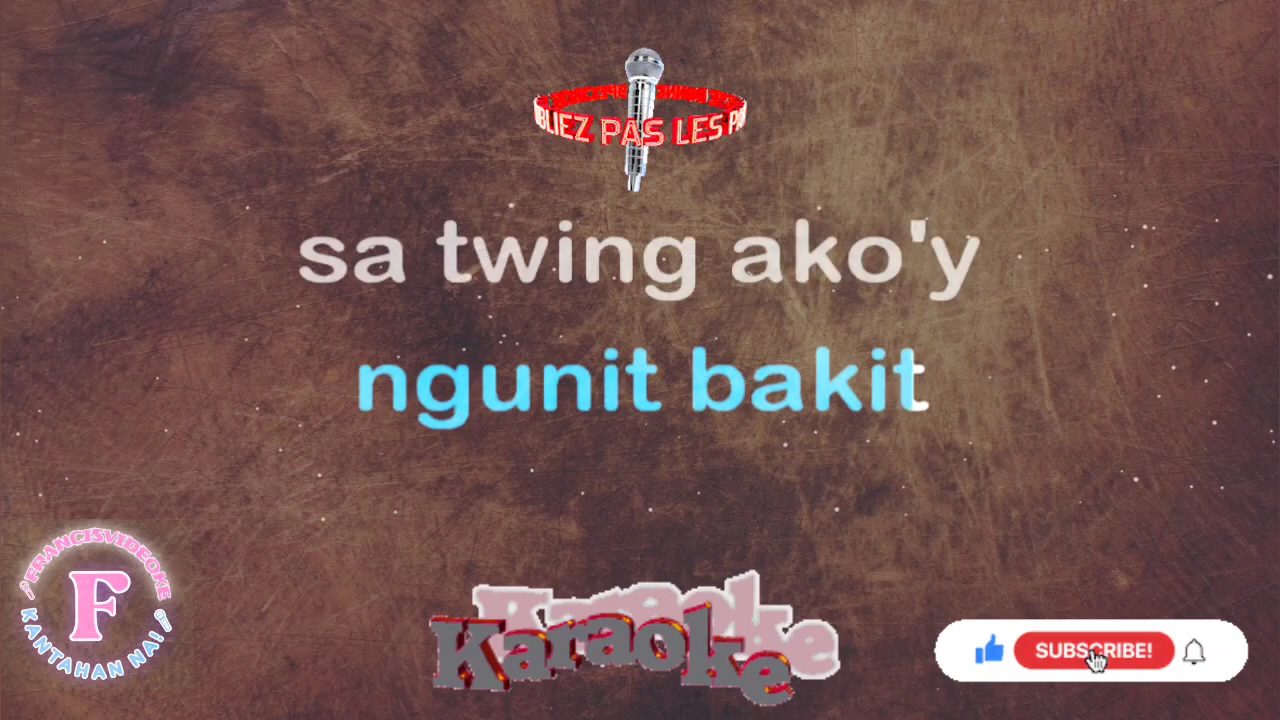 BLIEZ PAS LES P
sa twing ako'y
ngunit bakit
FRANCISVIDEOKE
F
KANTAHAN NA!
Karaoke
SUBSCRIBE!